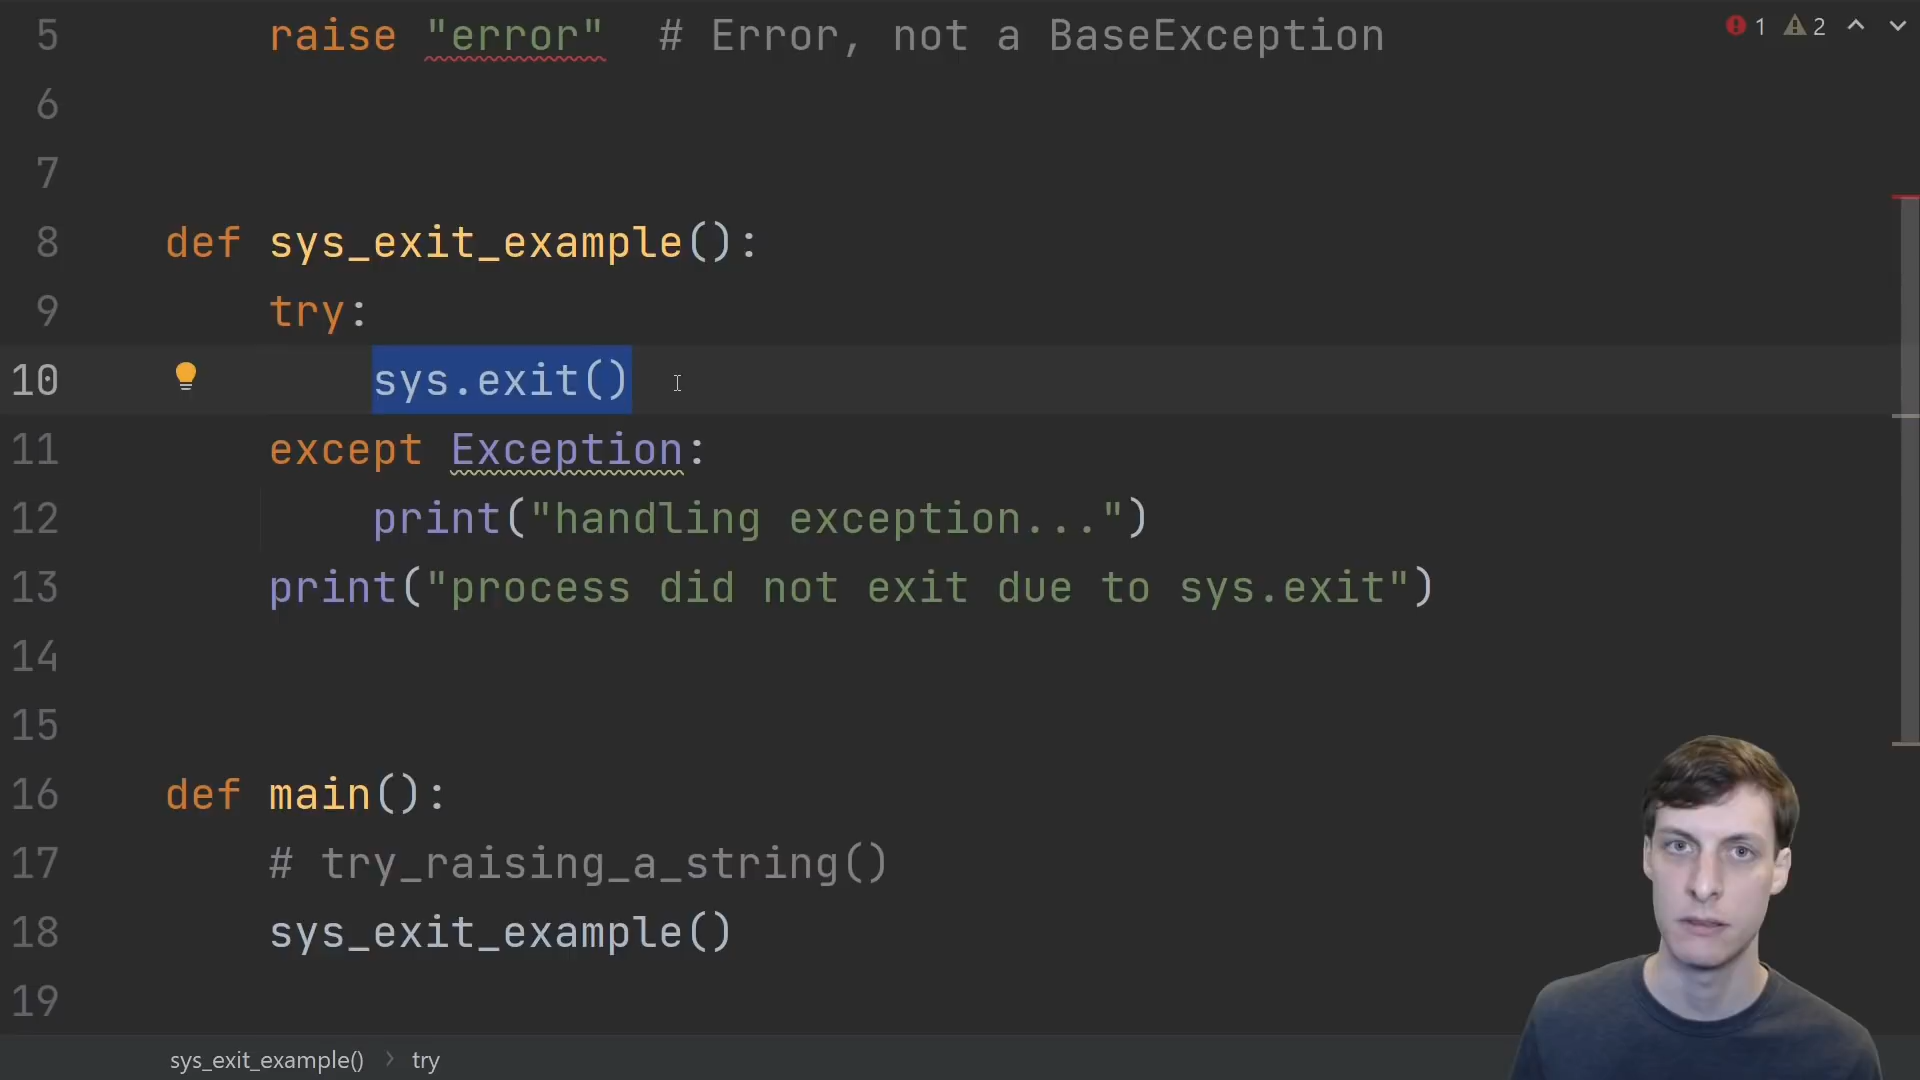 5 raise "error" # Error, not a BaseException
1 2
6
7
8 def sys_exit_example():
9 try:
10 sys.exit()
11 except Exception:
12 print("handling exception...")
13 print("process did not exit due to sys.exit")
14
15
16 def main():
17 # try_raising_a_string()
18 sys_exit_example()
19
sys_exit_example() > try